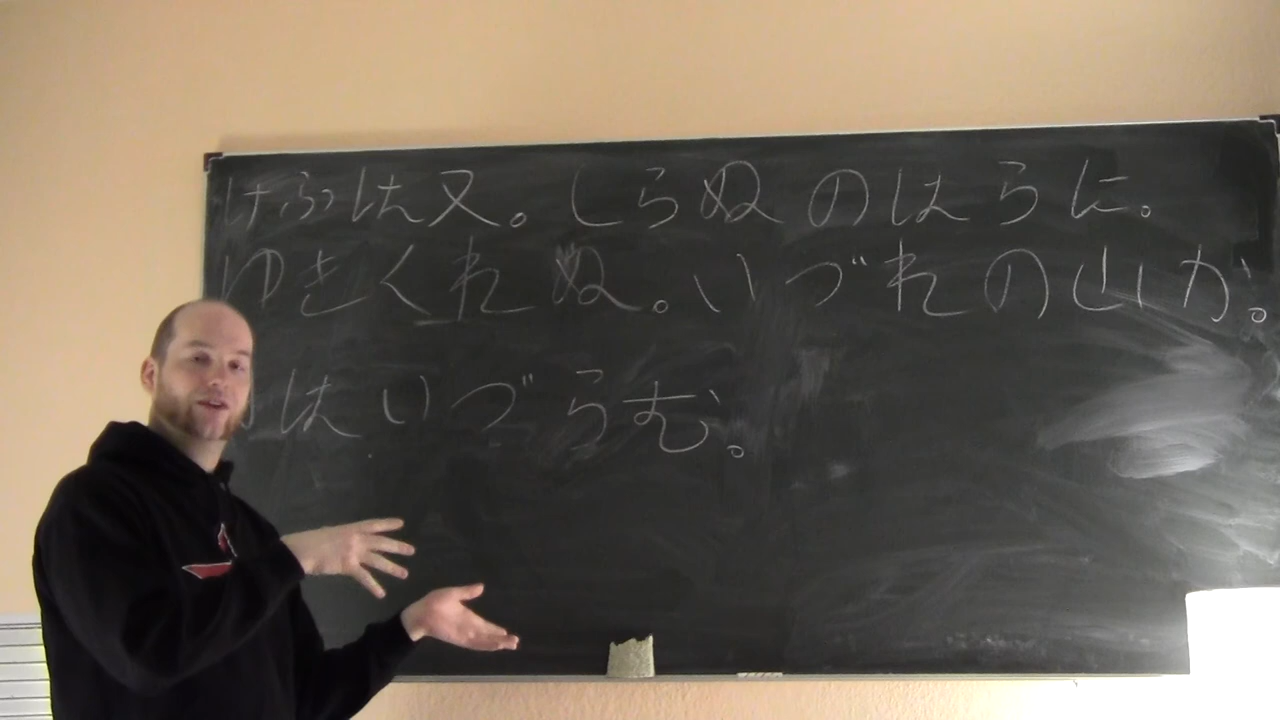 けふは又。しらぬのはらに。
ゆきくれぬ。いづれの山か。
はいづらむ。